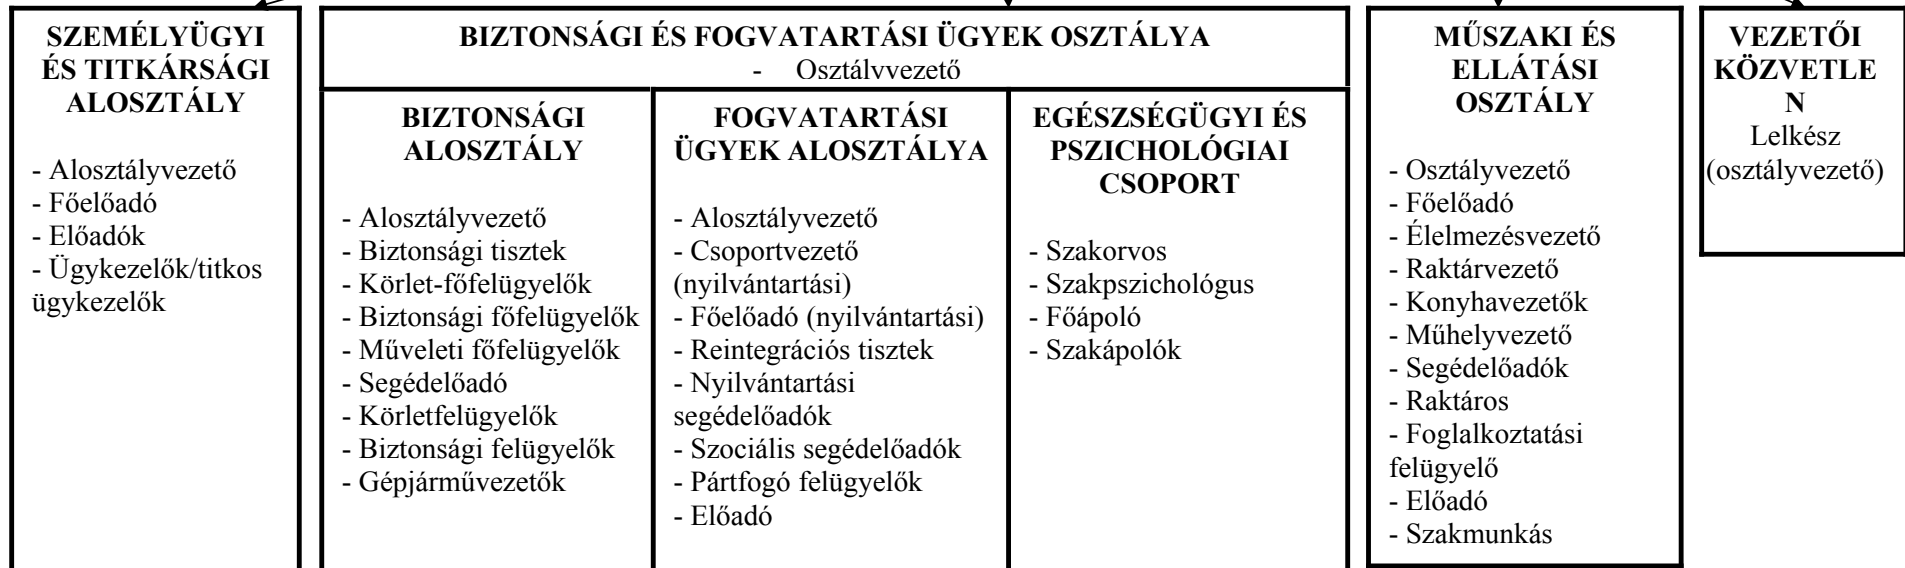 SZEMÉLYÜGYI
ÉS TITKÁRSÁGI
ALOSZTÁLY
- Alosztályvezető
- Főelőadó
- Előadók
- Ügykezelők/titkos
ügykezelők
BIZTONSÁGI ÉS FOGVATARTÁSI ÜGYEK OSZTÁLYA
- Osztályvezető
BIZTONSÁGI
ALOSZTÁLY
- Alosztályvezető
- Biztonsági tisztek
- Körlet-főfelügyelők
- Biztonsági főfelügyelők
- Műveleti főfelügyelők
- Segédelőadó
- Körletfelügyelők
- Biztonsági felügyelők
- Gépjárművezetők
FOGVATARTÁSI
ÜGYEK ALOSZTÁLYA
- Alosztályvezető
- Csoportvezető
(nyilvántartási)
- Főelőadó (nyilvántartási)
- Reintegrációs tisztek
- Nyilvántartási
segédelőadók
- Szociális segédelőadók
- Pártfogó felügyelők
- Előadó
EGÉSZSÉGÜGYI ÉS
PSZICHOLÓGIAI
CSOPORT
- Szakorvos
- Szakpszichológus
- Főápoló
- Szakápolók
MŰSZAKI ÉS
ELLÁTÁSI
OSZTÁLY
- Osztályvezető
- Főelőadó
- Élelmezésvezető
- Raktárvezető
- Konyhavezetők
- Műhelyvezető
- Segédelőadók
- Raktáros
- Foglalkoztatási
felügyelő
- Előadó
- Szakmunkás
VEZETŐI
KÖZVETLE
N
Lelkész
(osztályvezető)